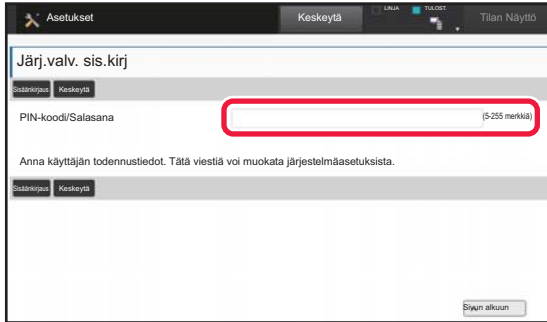 Asetukset
Keskeytä
LINJA
TULOST.
Tilan Näyttö
Järj.valv. sis.kirj
Sisäänkirjaus
Keskeytä
PIN-koodi/Salasana
(5-255 merkkiä)
Anna käyttäjän todennustiedot. Tätä viestiä voi muokata järjestelmäasetuksista.
Sisäänkirjaus
Keskeytä
Sivun alkuun